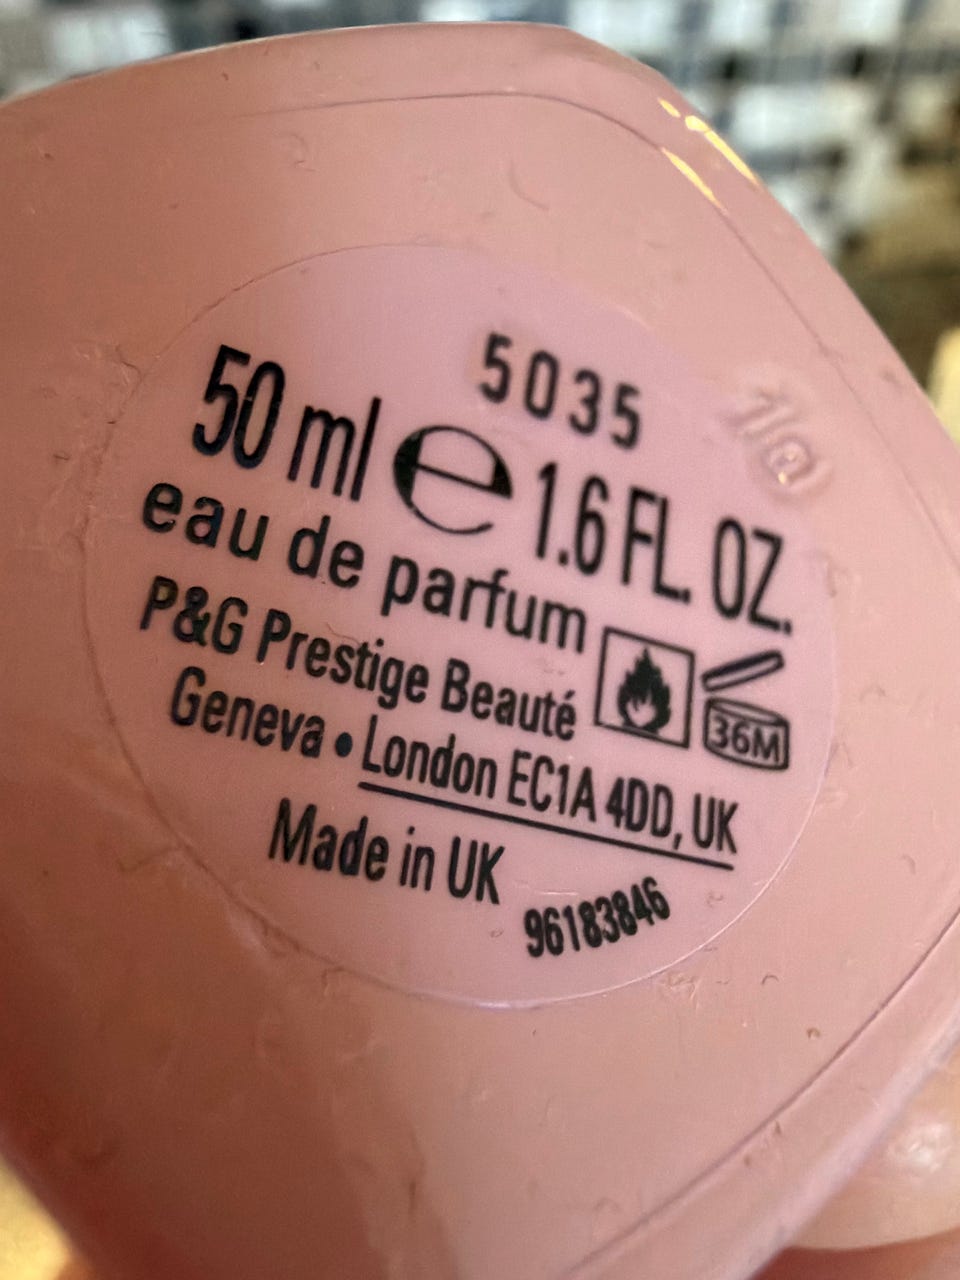 5035
50 ml e 1.6 FL. OZ.
eau de parfum
P&G Prestige Beauté
36M
Geneva • London EC1A 4DD, UK
Made in UK
96183846